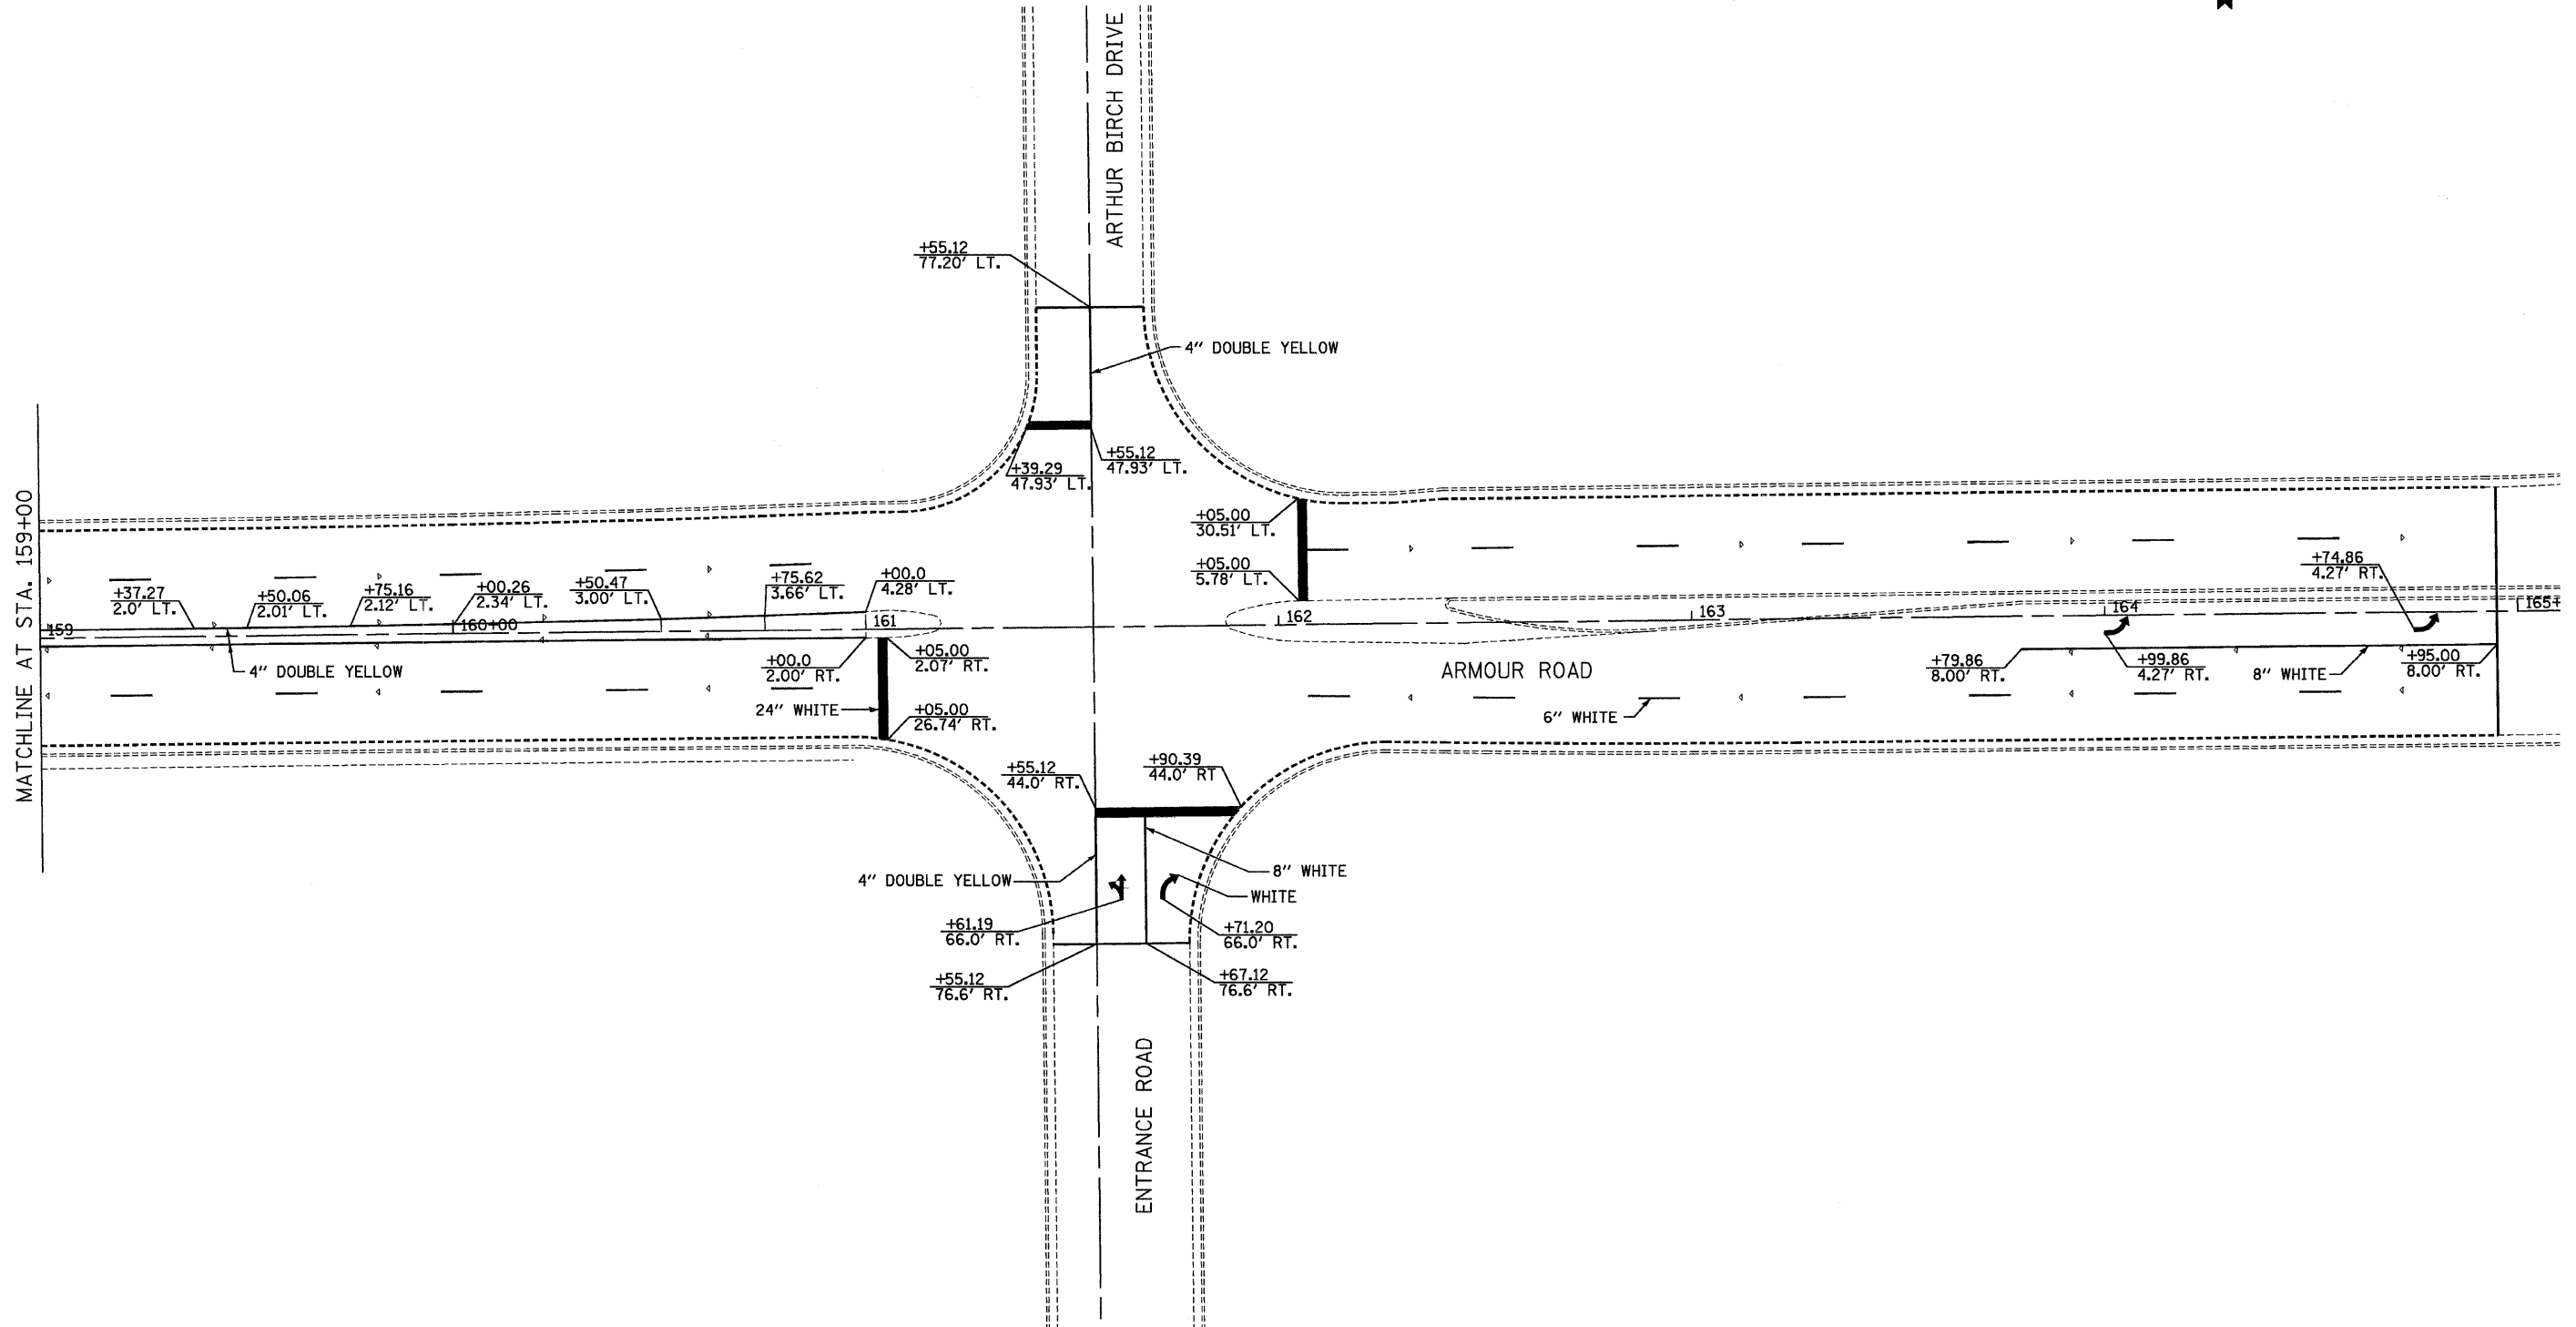 ARTHUR BIRCH DRIVE
+55.12
77.20' LT.
4" DOUBLE YELLOW
+39.29
47.93' LT.
+55.12
47.93' LT.
MATCHLINE AT STA. 159+00
+05.00
30.51' LT.
+05.00
5.78' LT.
+74.86
4.27' RT.
+37.27
2.0' LT.
+50.06
2.01' LT.
+75.16
2.12' LT.
+00.26
2.34' LT.
+50.47
3.00' LT.
+75.62
3.66' LT.
+00.0
4.28' LT.
159
160+00
161
162
163
164
165+
4" DOUBLE YELLOW
+00.0
2.00' RT.
+05.00
2.07' RT.
ARMOUR ROAD
+79.86
8.00' RT.
+99.86
4.27' RT.
8" WHITE
+95.00
8.00' RT.
24" WHITE
+05.00
26.74' RT.
6" WHITE
+55.12
44.0' RT.
+90.39
44.0' RT
4" DOUBLE YELLOW
8" WHITE
WHITE
+61.19
66.0' RT.
+71.20
66.0' RT.
+55.12
76.6' RT.
+67.12
76.6' RT.
ENTRANCE ROAD